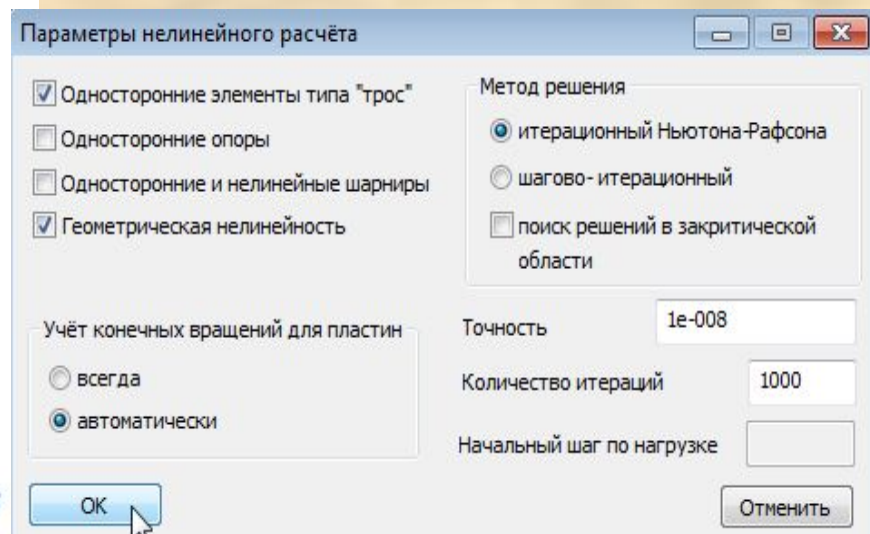 Параметры нелинейного расчёта
Односторонние элементы типа "трос"
Односторонние опоры
Односторонние и нелинейные шарниры
Геометрическая нелинейность
Метод решения
итерационный Ньютона-Рафсона
шагово- итерационный
поиск решений в закритической
области
Учёт конечных вращений для пластин
всегда
автоматически
Точность 1e-008
Количество итераций 1000
Начальный шаг по нагрузке
OK
Отменить